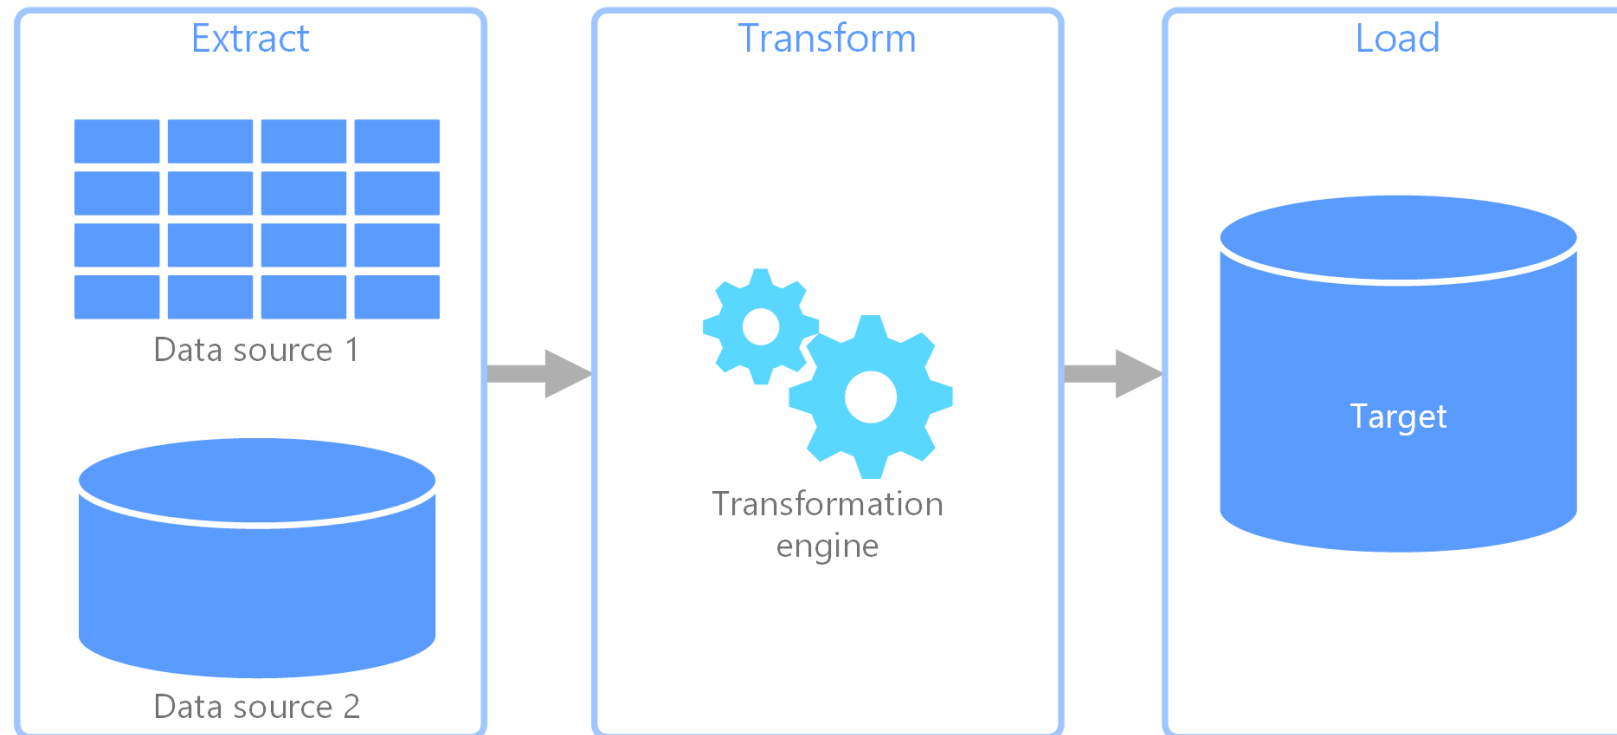 Extract
Data source 1
Data source 2
Transform
Transformation
engine
Load
Target